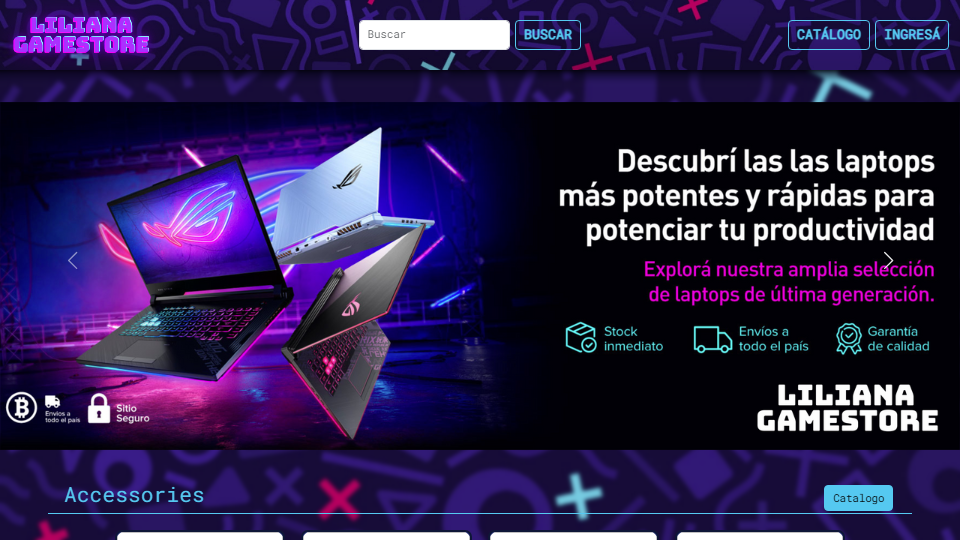 LILIANA
GAMESTORE
Buscar
BUSCAR
CATÁLOGO
INGRESÁ
Descubrí las las laptops
más potentes y rápidas para
potenciar tu productividad
Explorá nuestra amplia selección
de laptops de última generación.
Stock
inmediato
Envíos a
todo el país
Garantía
de calidad
Envíos a
todo el país
Sitio
Seguro
LILIANA
GAMESTORE
Accessories
Catalogo